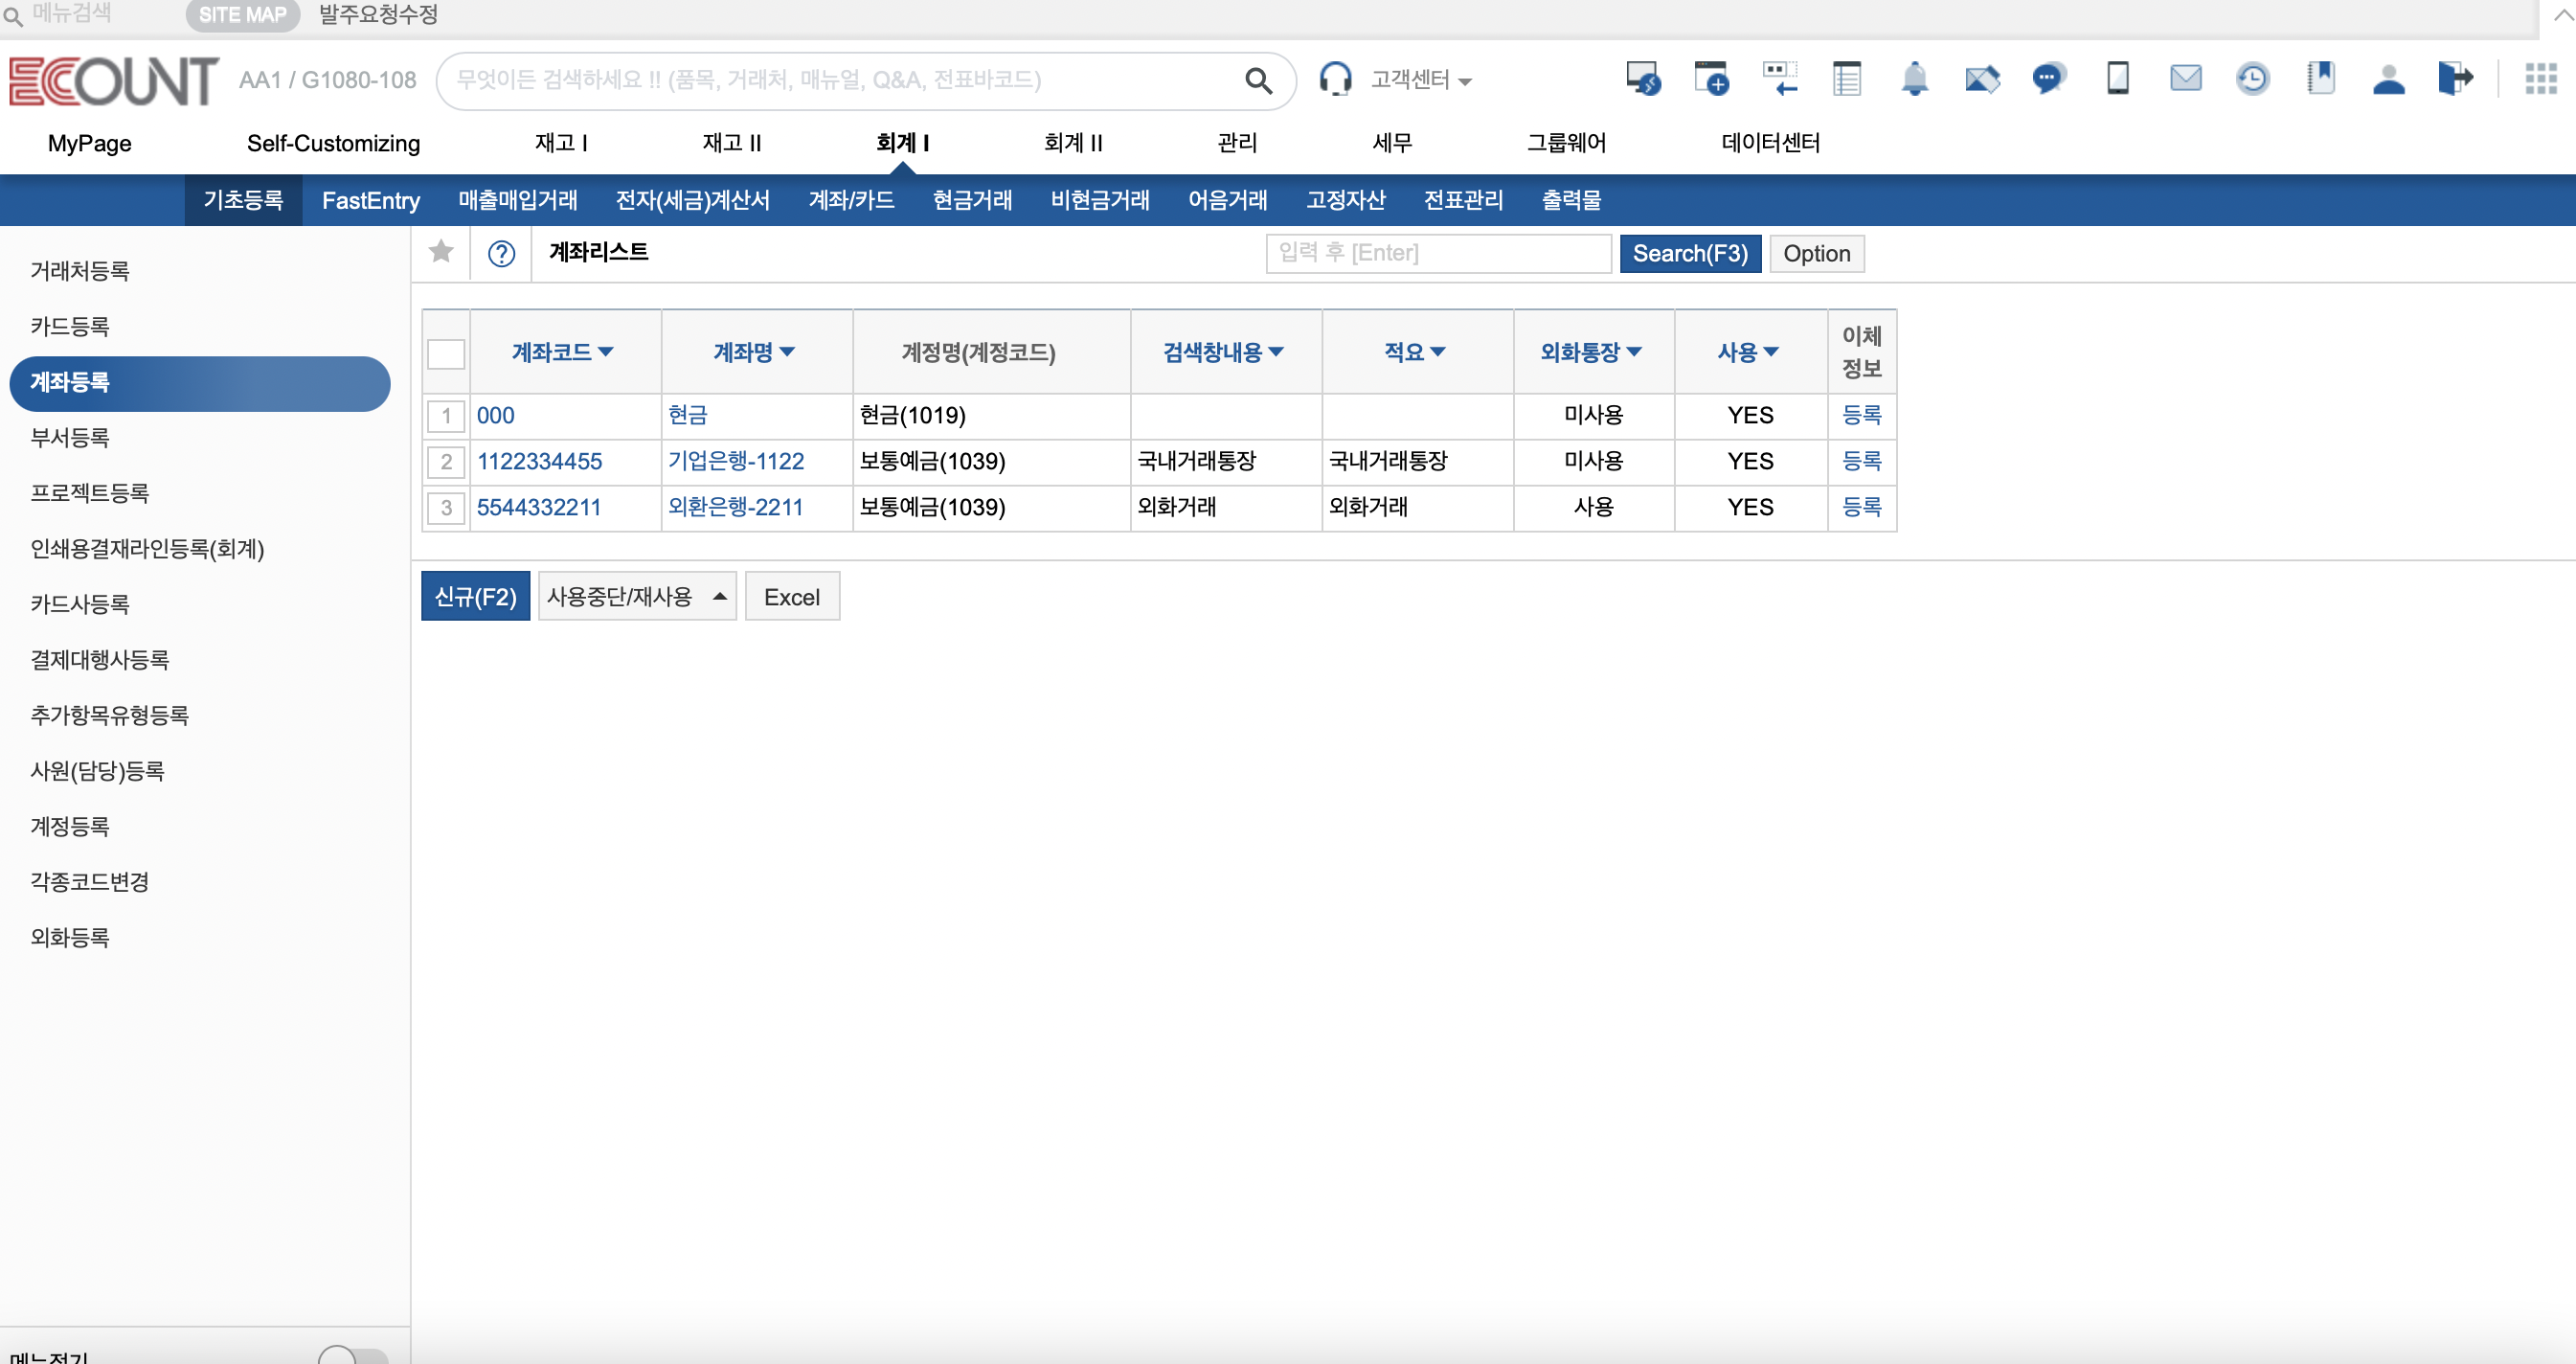 메뉴검색 SITE MAP 발주요청수정
ECOUNT AA1 / G1080-108 무엇이든 검색하세요 !! (품목, 거래처, 매뉴얼, Q&A, 전표바코드) 고객센터
MyPage Self-Customizing 재고 I 재고 II 회계 I 회계 II 관리 세무 그룹웨어 데이터센터
기초등록 FastEntry 매출매입거래 전자(세금)계산서 계좌/카드 현금거래 비현금거래 어음거래 고정자산 전표관리 출력물
거래처등록
카드등록
계좌등록
부서등록
프로젝트등록
인쇄용결재라인등록(회계)
카드사등록
결제대행사등록
추가항목유형등록
사원(담당)등록
계정등록
각종코드변경
외화등록
메뉴접기
계좌리스트 입력 후 [Enter] Search(F3) Option
계좌코드 계좌명 계정명(계정코드) 검색창내용 적요 외화통장 사용 이체
정보
1 000 현금 현금(1019) 미사용 YES 등록
2 1122334455 기업은행-1122 보통예금(1039) 국내거래통장 국내거래통장 미사용 YES 등록
3 5544332211 외환은행-2211 보통예금(1039) 외화거래 외화거래 사용 YES 등록
신규(F2) 사용중단/재사용 Excel